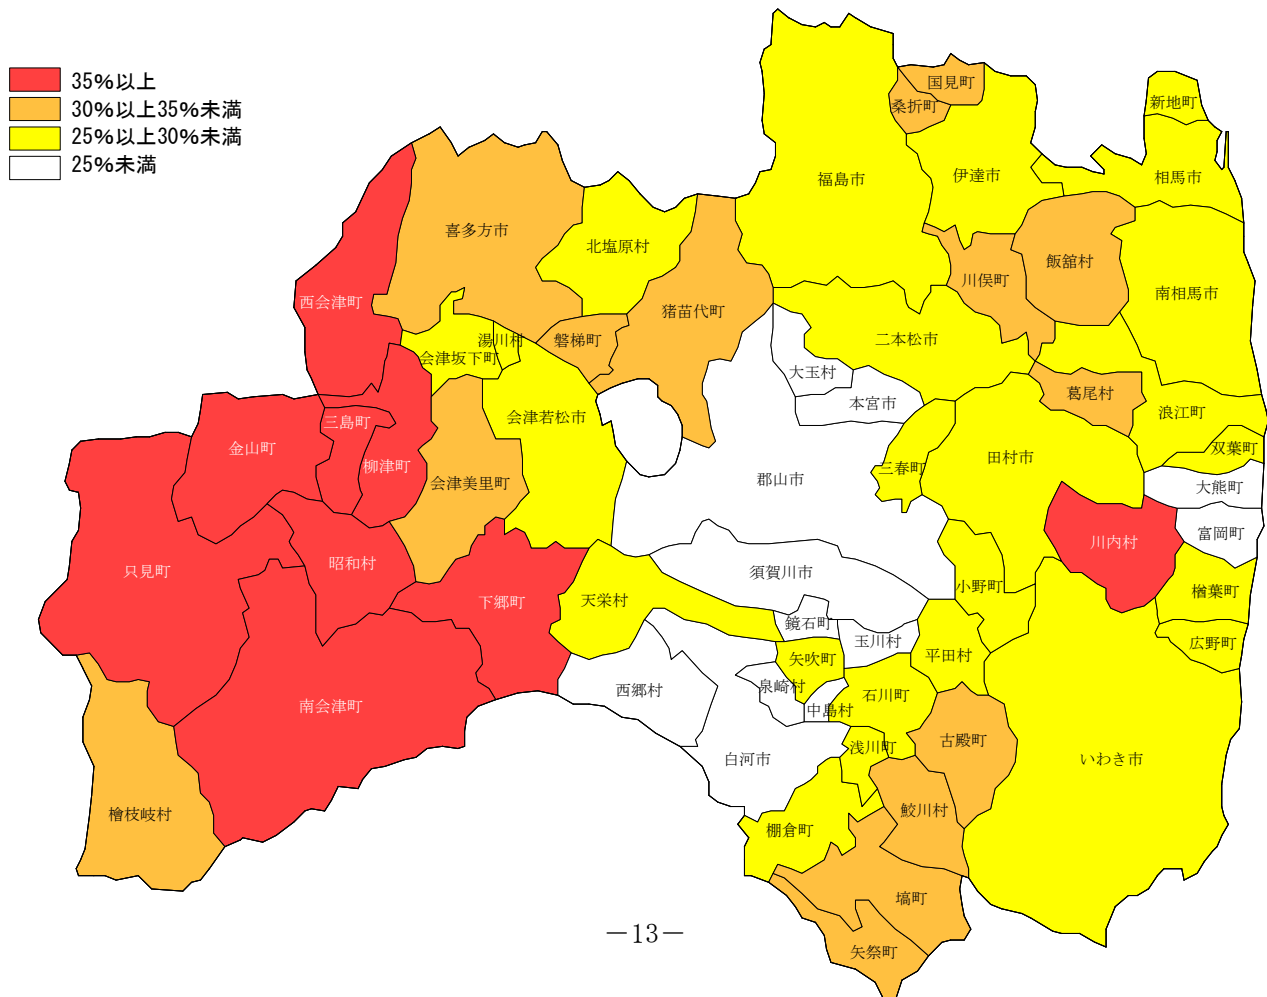 35%以上
30%以上35%未満
25%以上30%未満
25%未満
国見町
桑折町
新地町
福島市
伊達市
相馬市
喜多方市
北塩原村
飯舘村
川俣町
南相馬市
西会津町
猪苗代町
湯川村
磐梯町
二本松市
会津坂下町
大玉村
本宮市
葛尾村
浪江町
三島町
会津若松市
金山町
双葉町
柳津町
三春町
田村市
会津美里町
郡山市
大熊町
富岡町
川内村
昭和村
只見町
須賀川市
小野町
楢葉町
下郷町
天栄村
鏡石町
玉川村
広野町
矢吹町
平田村
泉崎村
西郷村
石川町
南会津町
中島村
古殿町
浅川町
白河市
いわき市
檜枝岐村
鮫川村
棚倉町
塙町
矢祭町
－13－